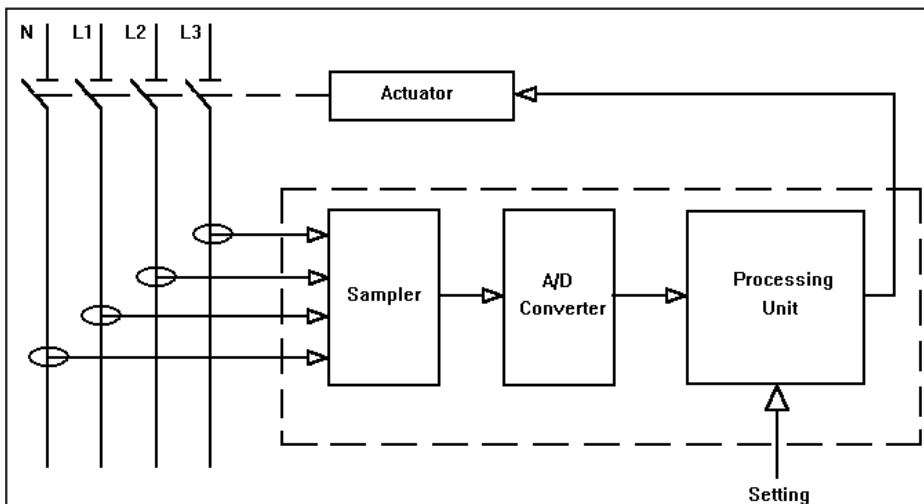 N L1 L2 L3
Actuator
Sampler
A/D
Converter
Processing
Unit
Setting